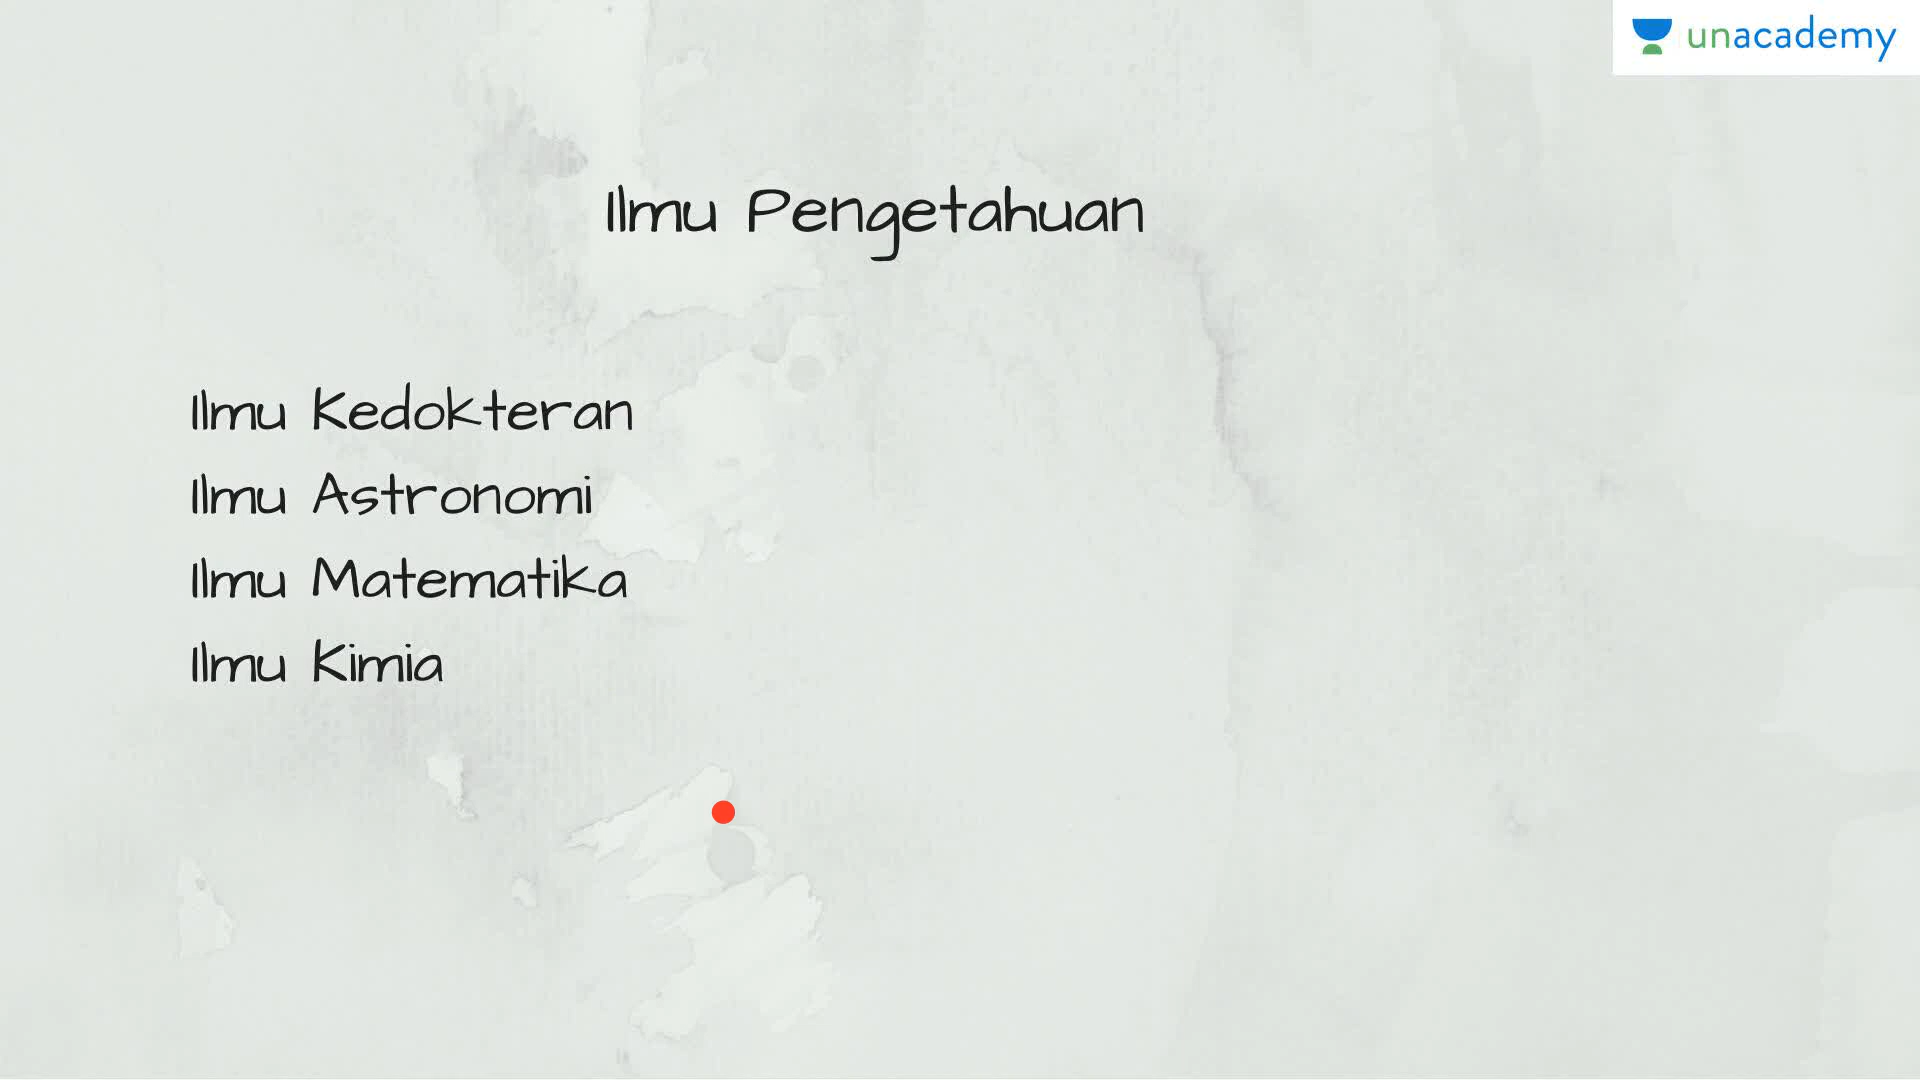 unacademy
Ilmu Pengetahuan
Ilmu Kedokteran
Ilmu Astronomi
Ilmu Matematika
Ilmu Kimia